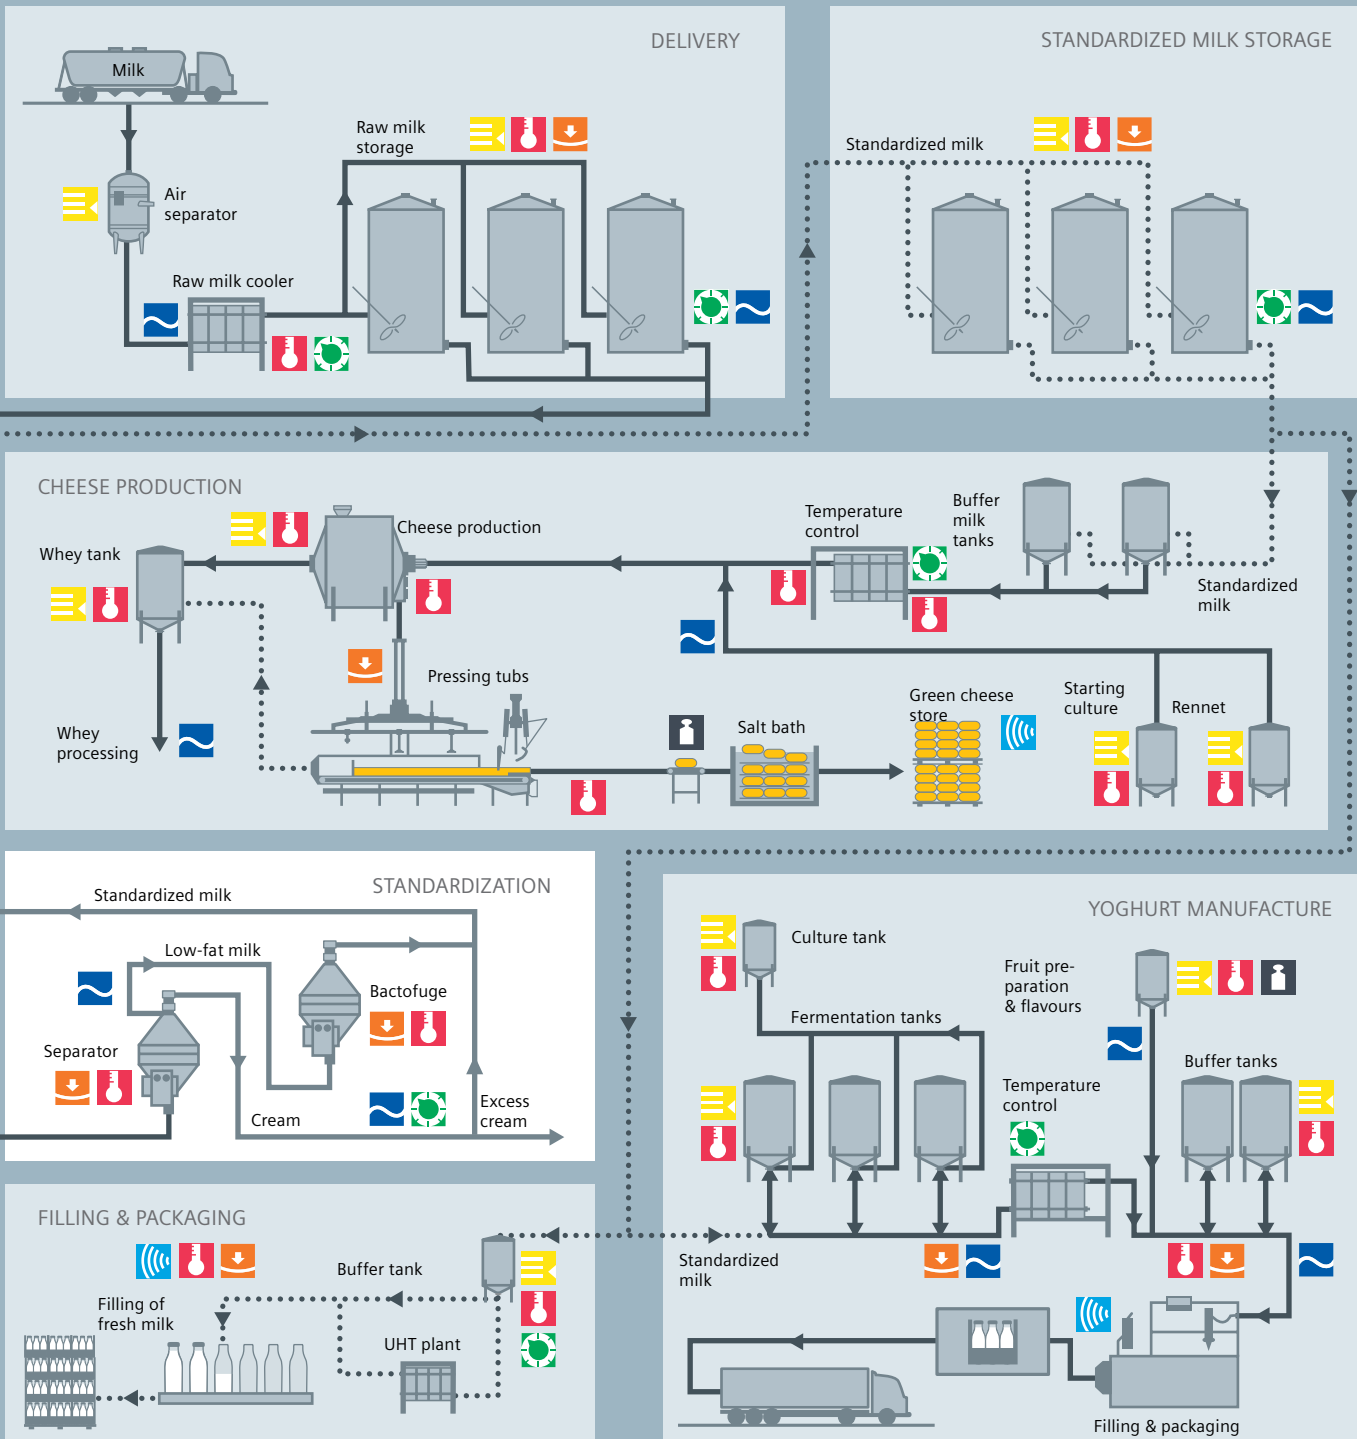 DELIVERY
Milk
Raw milk
storage
Air
separator
Raw milk cooler
STANDARDIZED MILK STORAGE
Standardized milk
CHEESE PRODUCTION
Cheese production
Whey tank
Temperature
control
Buffer
milk
tanks
Standardized
milk
Pressing tubs
Whey
processing
Salt bath
Green cheese
store
Starting
culture
Rennet
STANDARDIZATION
Standardized milk
Low-fat milk
Bactofuge
Separator
Cream
Excess
cream
YOGHURT MANUFACTURE
Culture tank
Fruit pre-
paration
& flavours
Fermentation tanks
Temperature
control
Buffer tanks
Standardized
milk
Filling & packaging
FILLING & PACKAGING
Buffer tank
Filling of
fresh milk
UHT plant